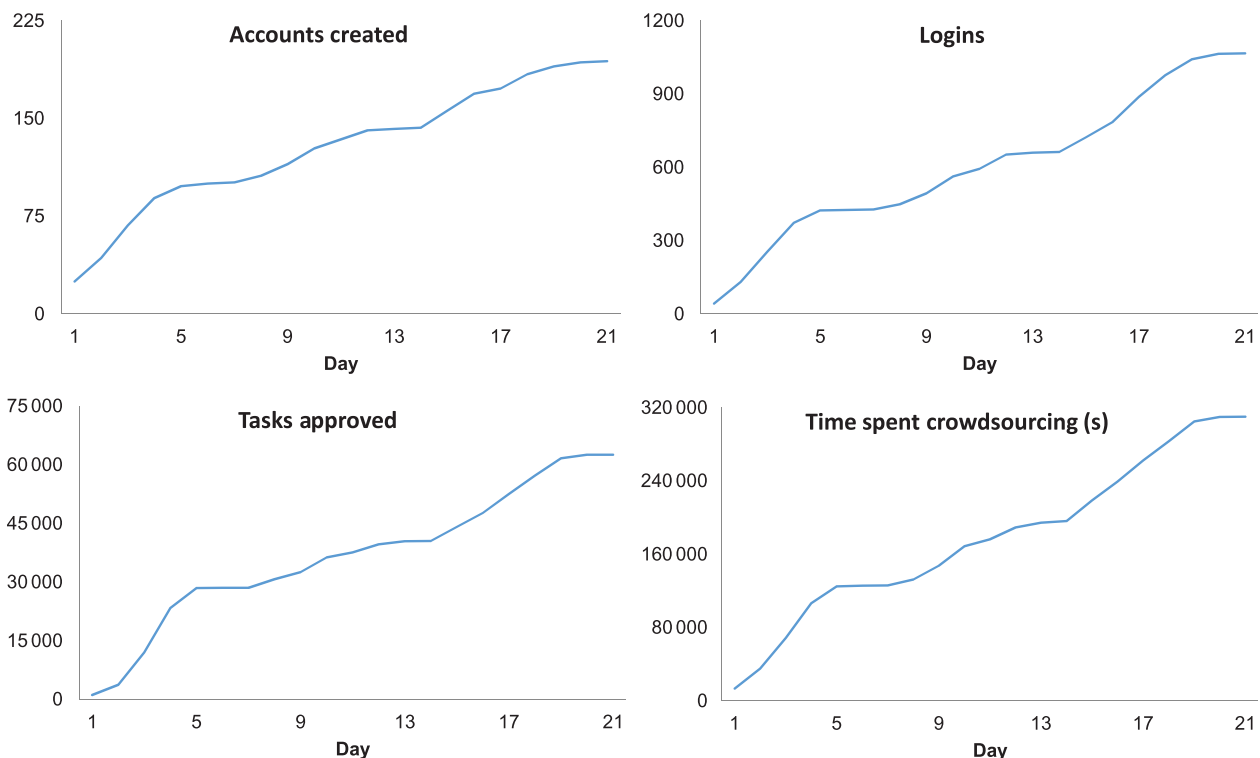 Accounts created
225
150
75
0
1 5 9 13 17 21
Day
Logins
1200
900
600
300
0
1 5 9 13 17 21
Day
Tasks approved
75 000
60 000
45 000
30 000
15 000
0
1 5 9 13 17 21
Day
Time spent crowdsourcing (s)
320 000
240 000
160 000
80 000
0
1 5 9 13 17 21
Day